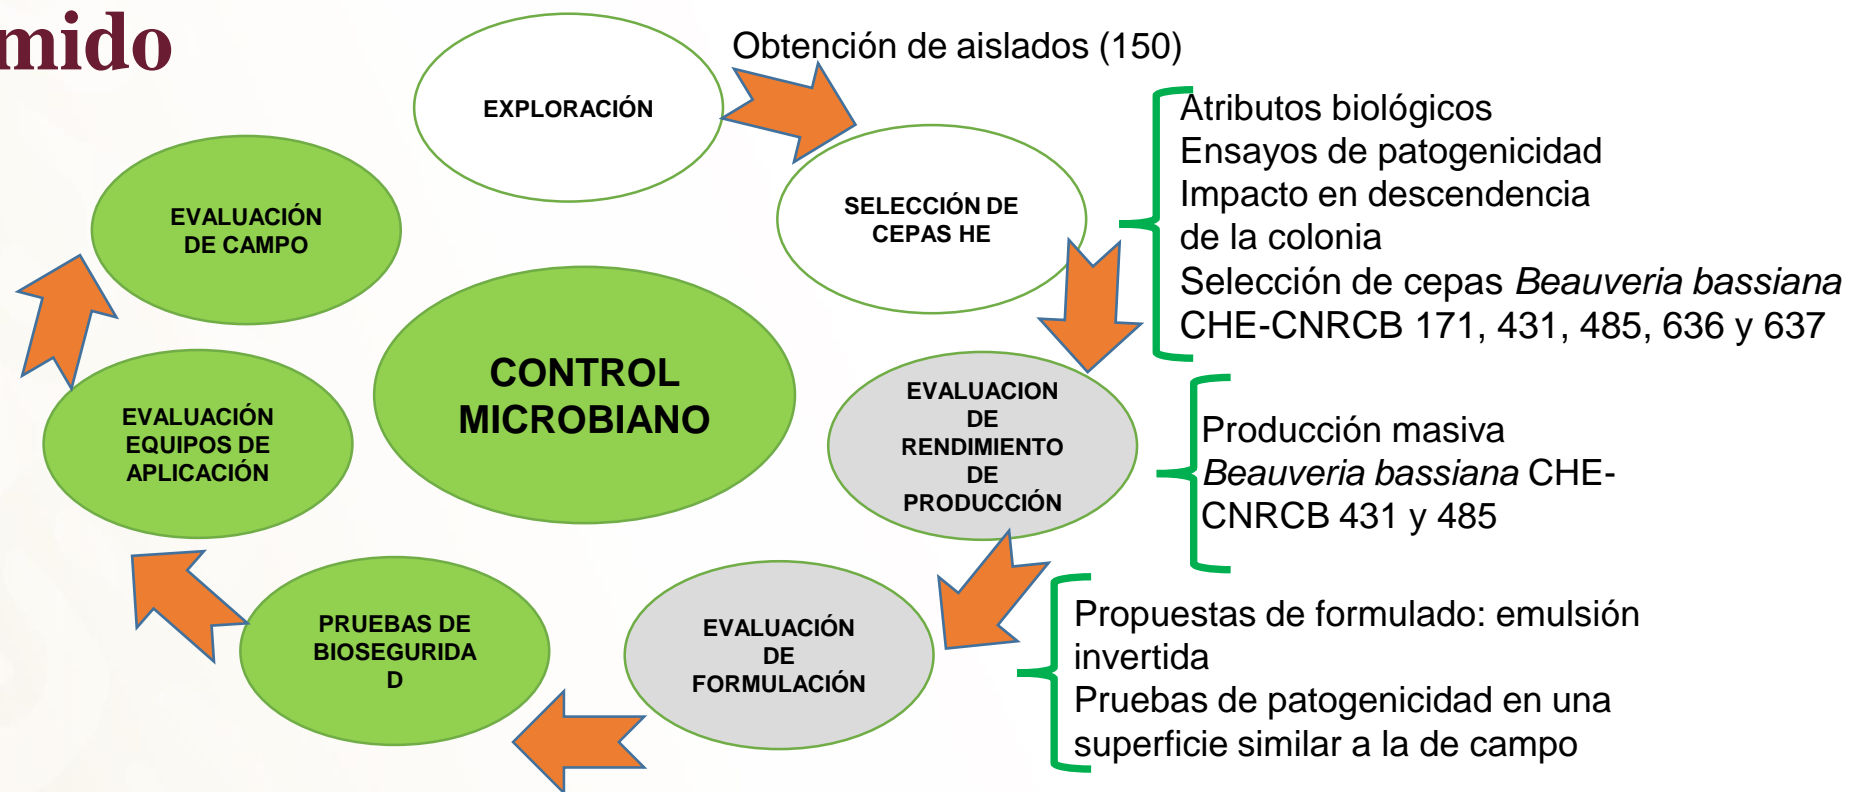 mido
Obtención de aislados (150)
EXPLORACIÓN
SELECCIÓN DE
CEPAS HE
Atributos biológicos
Ensayos de patogenicidad
Impacto en descendencia
de la colonia
Selección de cepas Beauveria bassiana
CHE-CNRCB 171, 431, 485, 636 y 637
EVALUACION
DE
RENDIMIENTO
DE
PRODUCCIÓN
Producción masiva
Beauveria bassiana CHE-
CNRCB 431 y 485
EVALUACIÓN
DE
FORMULACIÓN
Propuestas de formulado: emulsión
invertida
Pruebas de patogenicidad en una
superficie similar a la de campo
PRUEBAS DE
BIOSEGURIDA
D
EVALUACIÓN
EQUIPOS DE
APLICACIÓN
EVALUACIÓN
DE CAMPO
CONTROL
MICROBIANO